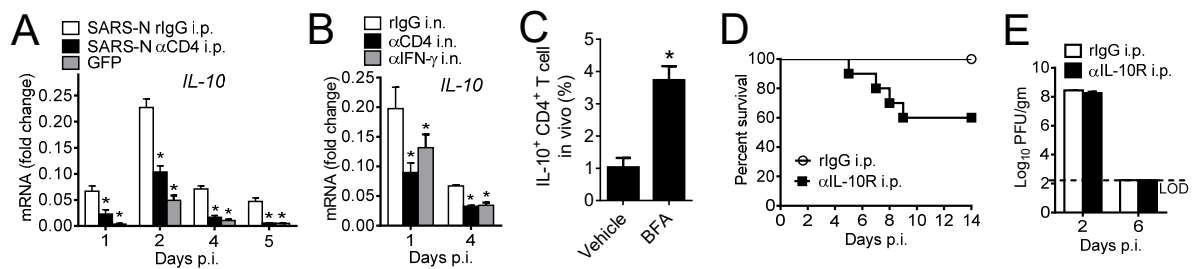 A
SARS-N rIgG i.p.
SARS-N αCD4 i.p.
GFP
IL-10
mRNA (fold change)
0.25
0.20
0.15
0.10
0.05
0.00
* * * * * * * *
1 2 4 5
Days p.i.
B
rIgG i.n.
αCD4 i.n.
αIFN-γ i.n.
IL-10
mRNA (fold change)
0.25
0.20
0.15
0.10
0.05
0.00
* * * *
1 4
Days p.i.
C
IL-10+ CD4+ T cell
in vivo (%)
5
4
3
2
1
0
*
Vehicle
BFA
D
Percent survival
100
80
60
40
20
0
rIgG i.p.
αIL-10R i.p.
0 2 4 6 8 10 12 14
Days p.i.
E
rIgG i.p.
αIL-10R i.p.
Log10 PFU/gm
10
8
6
4
2
0
LOD
2 6
Days p.i.